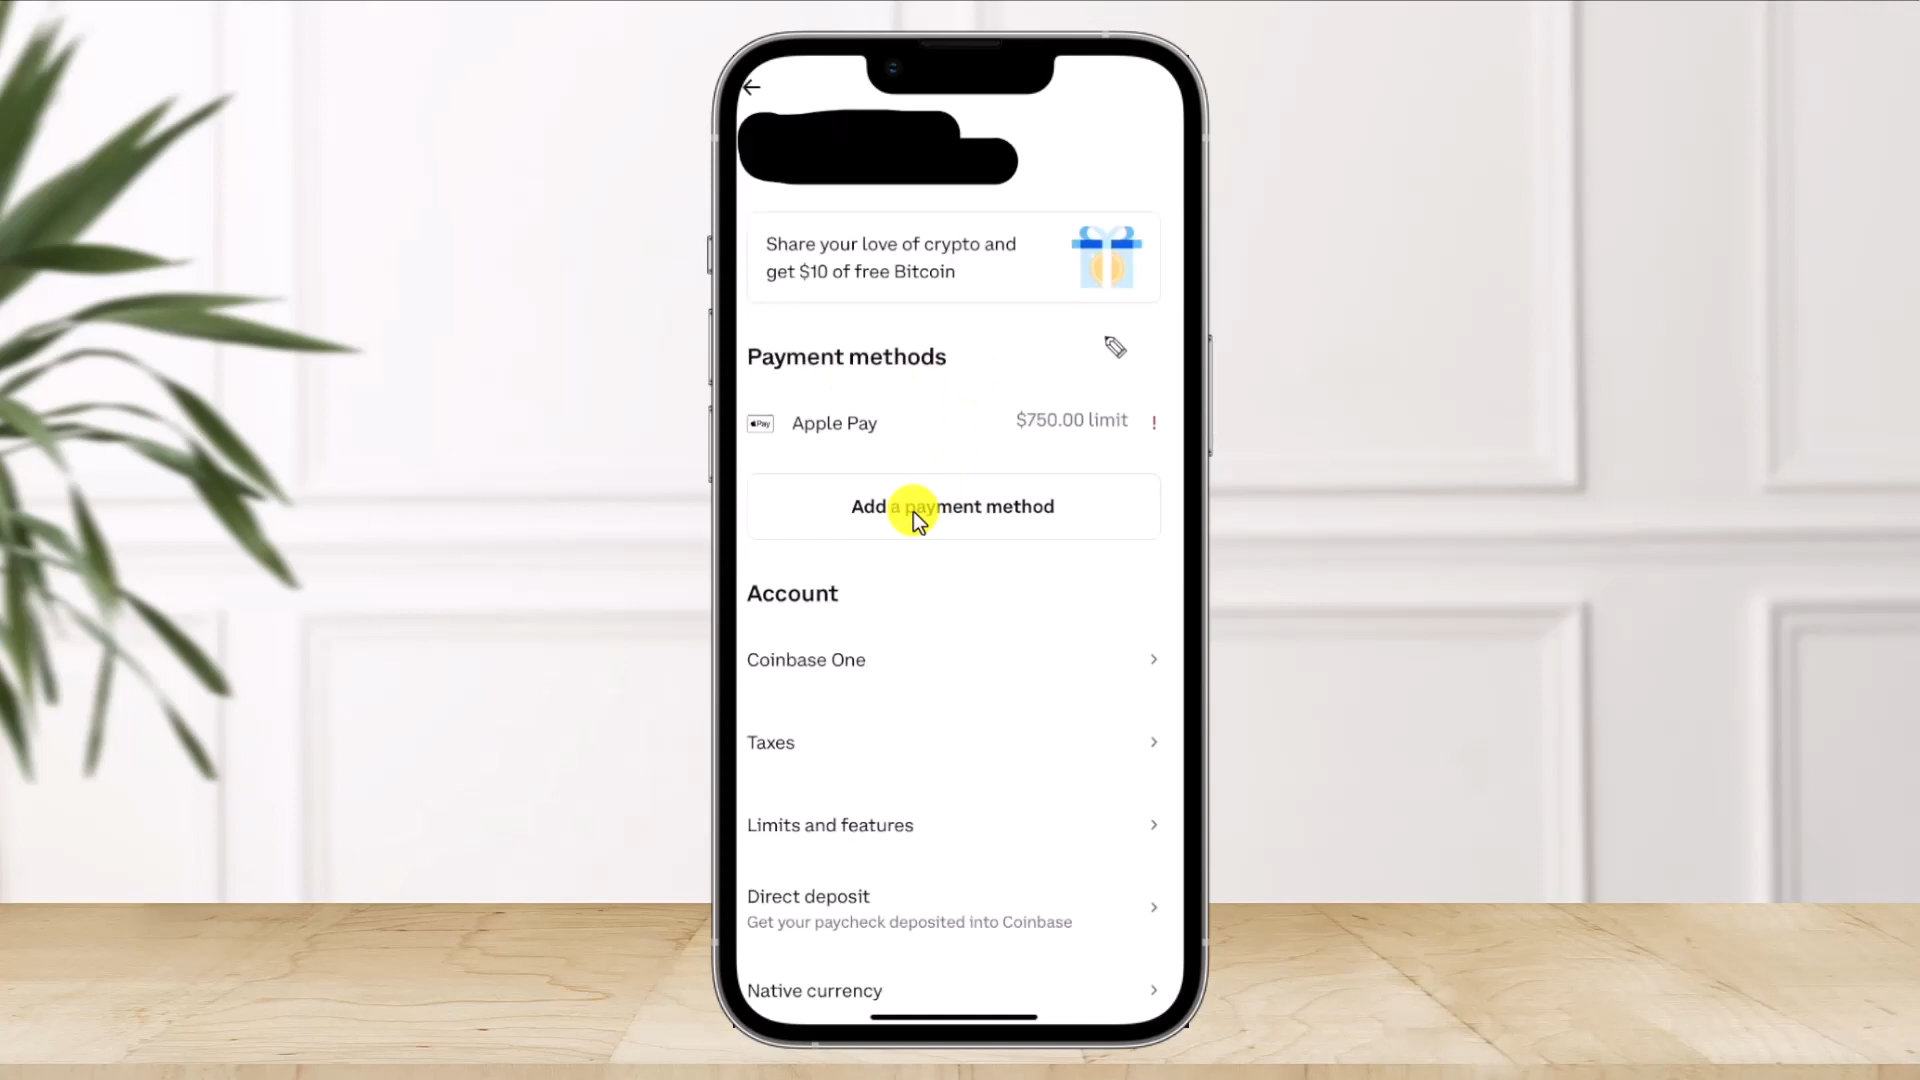 Share your love of crypto and
get $10 of free Bitcoin
Payment methods
Pay Apple Pay $750.00 limit !
Add a payment method
Account
Coinbase One
Taxes
Limits and features
Direct deposit
Get your paycheck deposited into Coinbase
Native currency